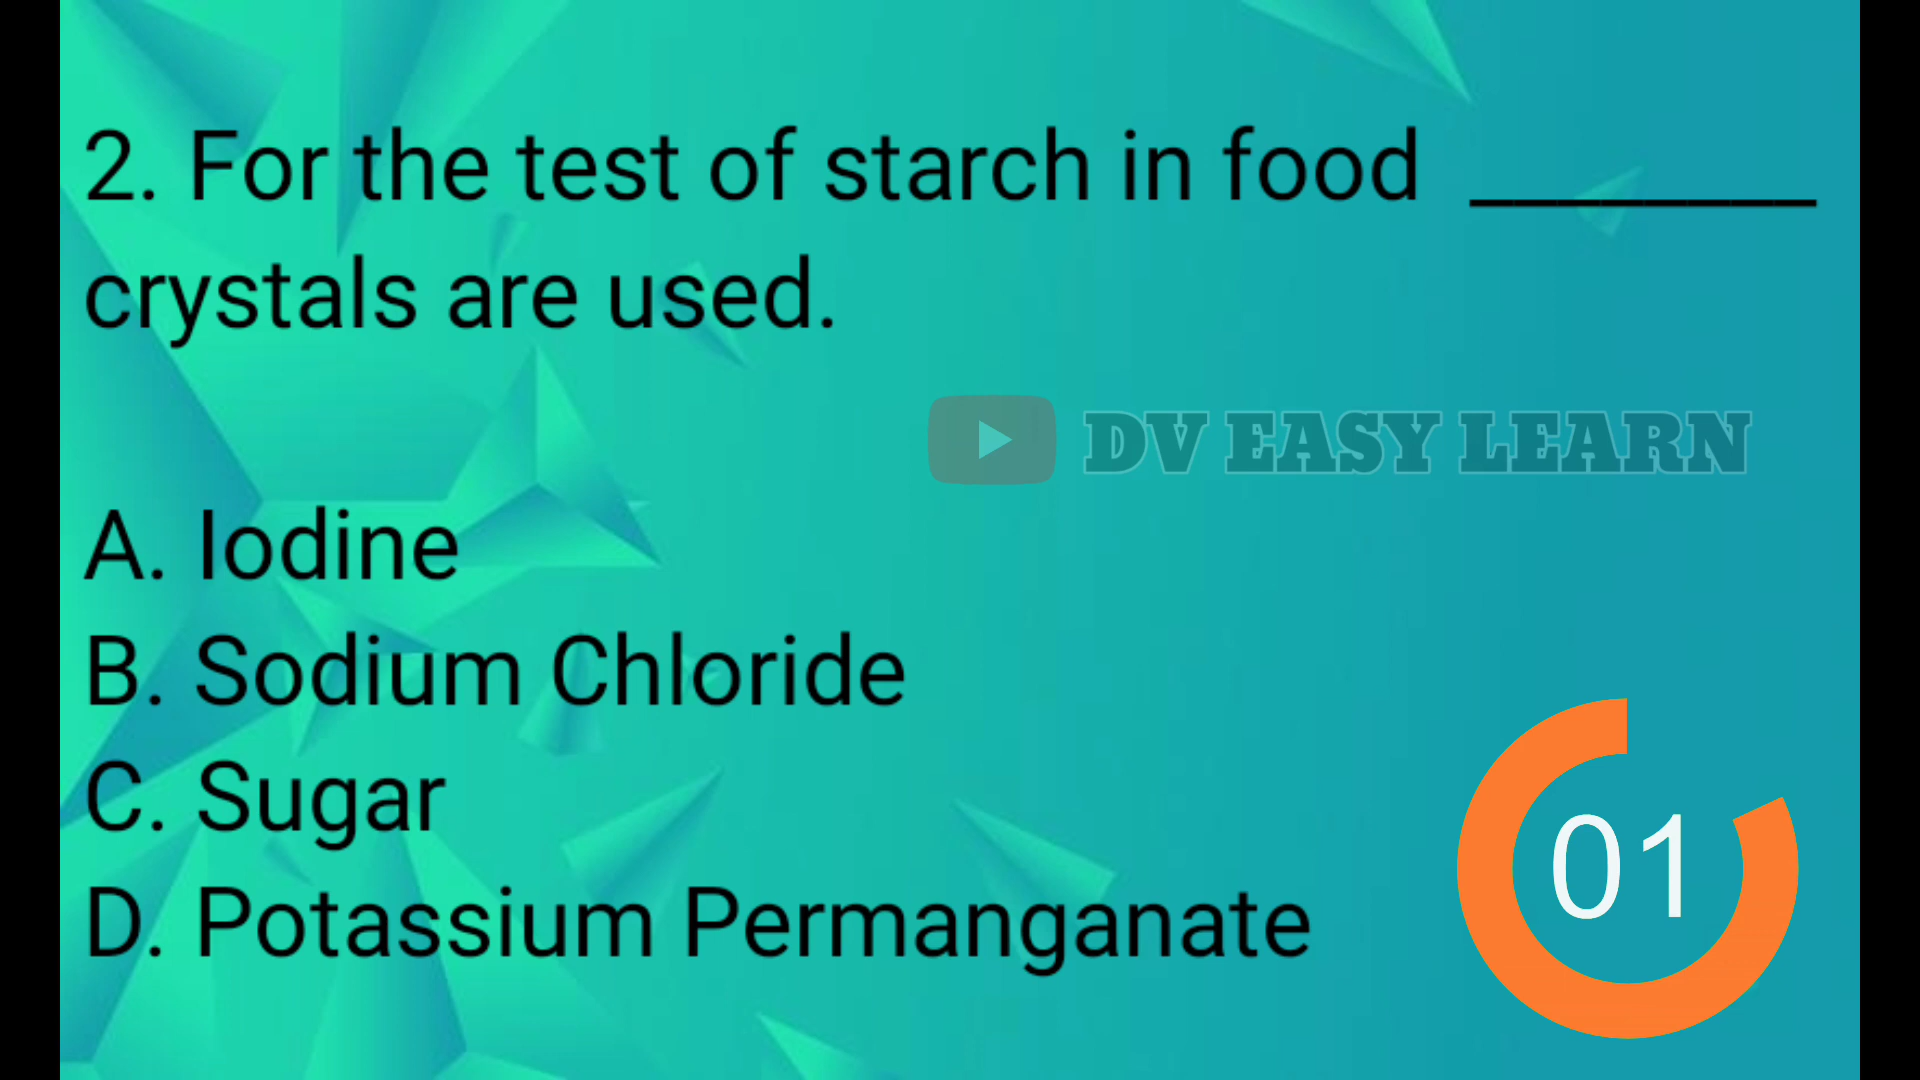 2. For the test of starch in food ________
crystals are used.
DV EASY LEARN
A. Iodine
B. Sodium Chloride
C. Sugar
D. Potassium Permanganate
01